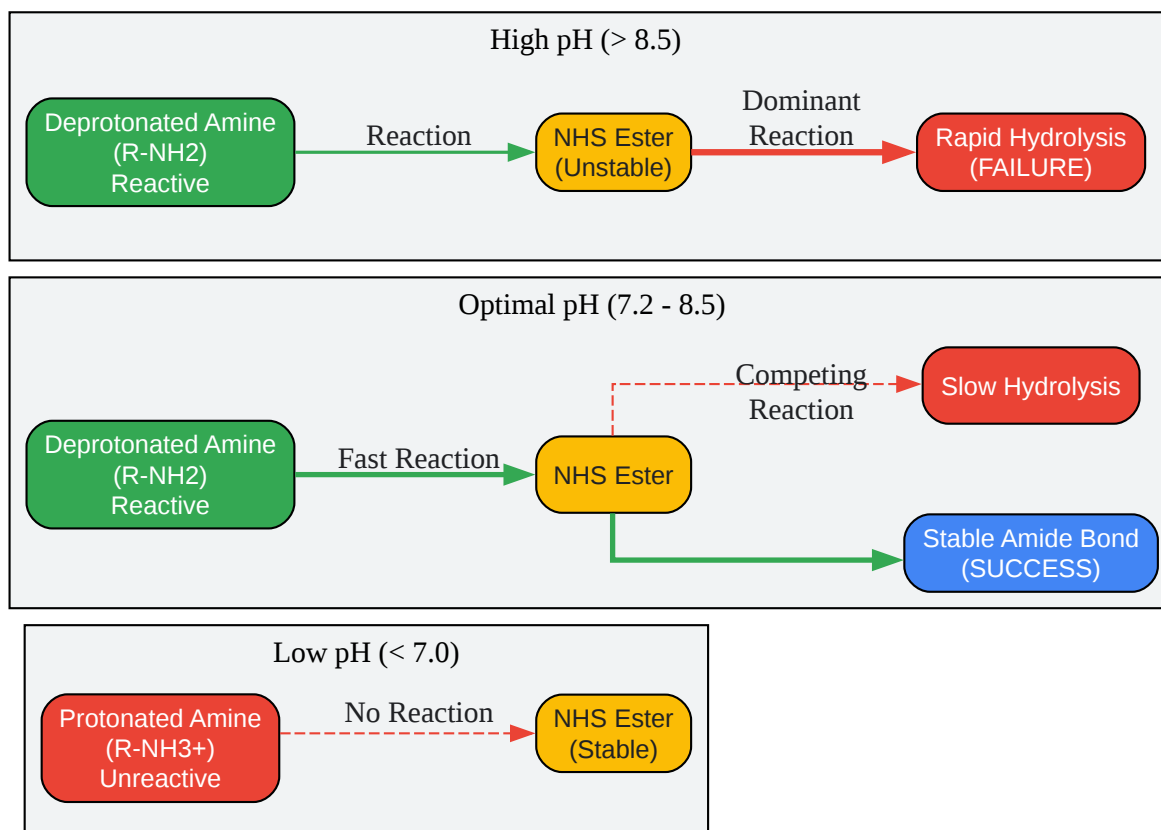 High pH (> 8.5)
Deprotonated Amine
(R-NH2)
Reactive
Reaction
NHS Ester
(Unstable)
Dominant
Reaction
Rapid Hydrolysis
(FAILURE)
Optimal pH (7.2 - 8.5)
Deprotonated Amine
(R-NH2)
Reactive
Fast Reaction
NHS Ester
Competing
Reaction
Slow Hydrolysis
Stable Amide Bond
(SUCCESS)
Low pH (< 7.0)
Protonated Amine
(R-NH3+)
Unreactive
No Reaction
NHS Ester
(Stable)